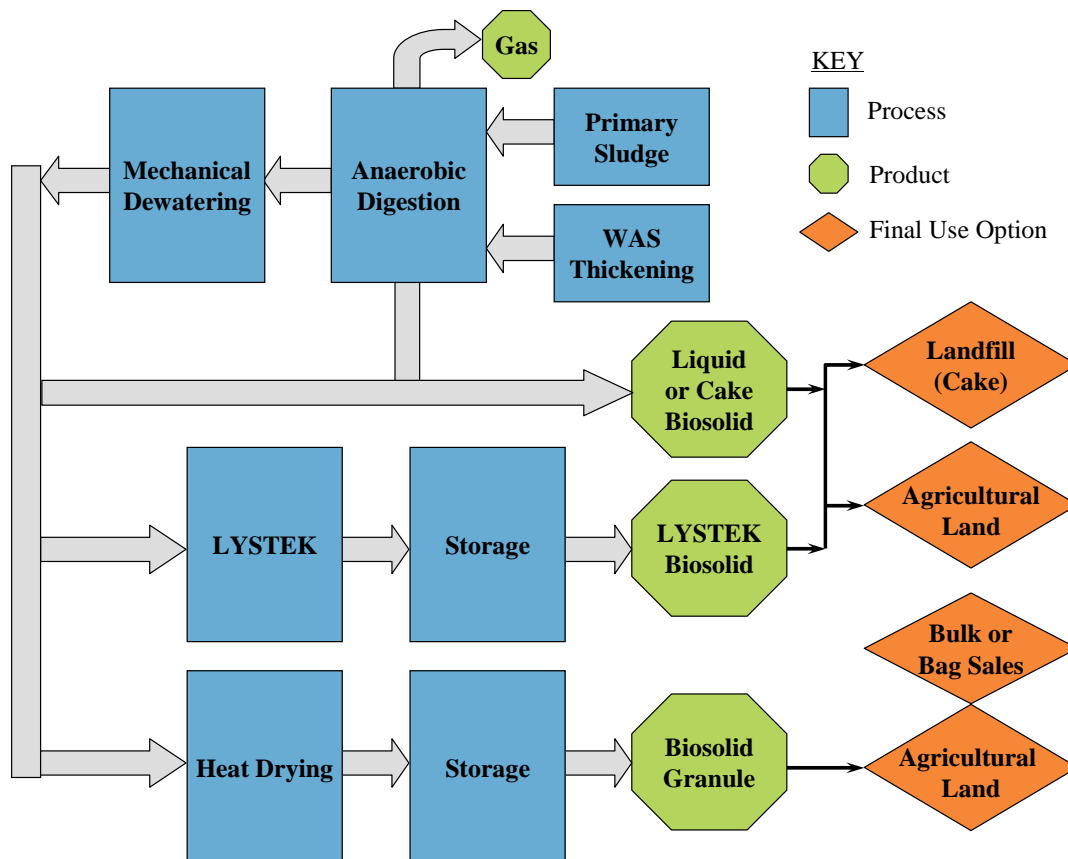 Gas
KEY
Process
Product
Final Use Option
Mechanical
Dewatering
Anaerobic
Digestion
Primary
Sludge
WAS
Thickening
Liquid
or Cake
Biosolid
Landfill
(Cake)
LYSTEK
Storage
LYSTEK
Biosolid
Agricultural
Land
Bulk or
Bag Sales
Heat Drying
Storage
Biosolid
Granule
Agricultural
Land